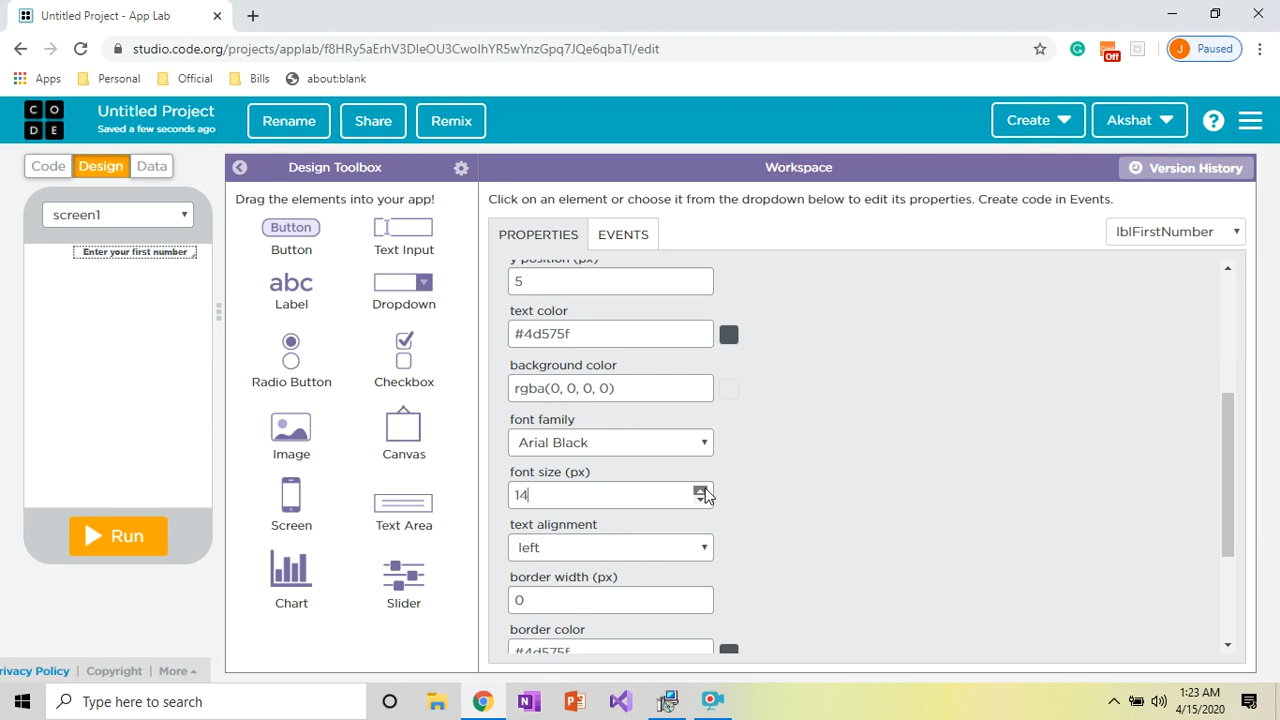 Untitled Project - App Lab
studio.code.org/projects/applab/f8HRy5aErhV3DIeOU3CwoIhYR5wYnzGpq7JQe6qbaTI/edit
Off
J
Paused
Apps
Personal
Official
Bills
about:blank
C O
D E
Untitled Project
Saved a few seconds ago
Rename
Share
Remix
Create
Akshat
?
Code
Design
Data
Design Toolbox
Workspace
Version History
screen1
Enter your first number
Run
Drag the elements into your app!
Button
Button
Text Input
abc
Label
Dropdown
Radio Button
Checkbox
Image
Canvas
Screen
Text Area
Chart
Slider
Click on an element or choose it from the dropdown below to edit its properties. Create code in Events.
PROPERTIES
EVENTS
lblFirstNumber
y position (px)
5
text color
#4d575f
background color
rgba(0, 0, 0, 0)
font family
Arial Black
font size (px)
14
text alignment
left
border width (px)
0
border color
#4d575f
rivacy Policy
Copyright
More
Type here to search
1:23 AM
4/15/2020